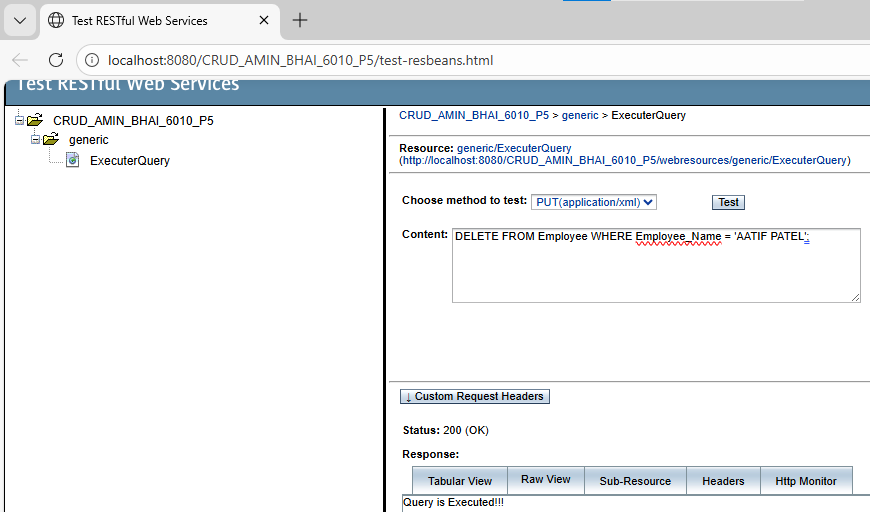 Test RESTful Web Services
localhost:8080/CRUD_AMIN_BHAI_6010_P5/test-resbeans.html
Test RESTful Web Services
CRUD_AMIN_BHAI_6010_P5
generic
ExecuterQuery
CRUD_AMIN_BHAI_6010_P5 > generic > ExecuterQuery
Resource: generic/ExecuterQuery
(http://localhost:8080/CRUD_AMIN_BHAI_6010_P5/webresources/generic/ExecuterQuery)
Choose method to test: PUT(application/xml) Test
Content: DELETE FROM Employee WHERE Employee_Name = 'AATIF PATEL';
↓ Custom Request Headers
Status: 200 (OK)
Response:
Tabular View Raw View Sub-Resource Headers Http Monitor
Query is Executed!!!